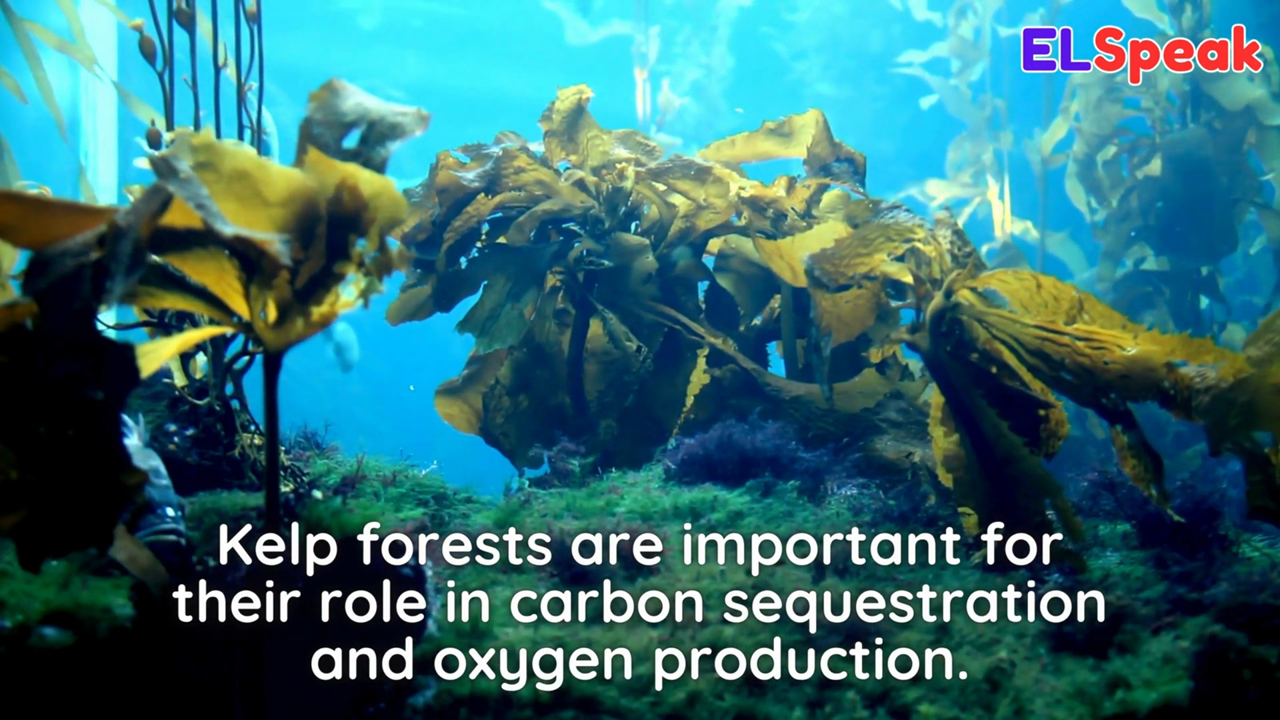 ELSpeak
Kelp forests are important for
their role in carbon sequestration
and oxygen production.